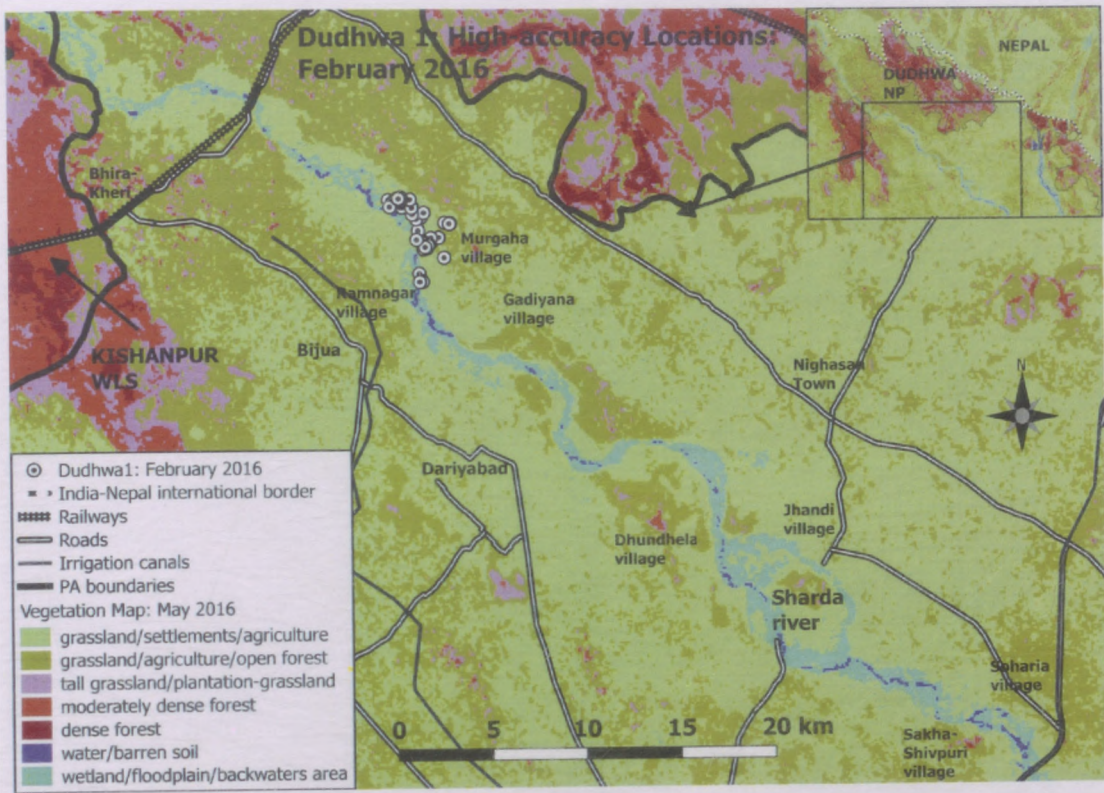 Dudhwa 1: High-accuracy Locations:
February 2016
NEPAL
DUDHWA
NP
Bhira-
Kheri
Murgaha
village
Ramnagar
village
Gadiyana
village
Bijua
KISHANPUR
WLS
Nighasan
Town
N
Dariyabad
Jhandi
village
Dhundhela
village
Sharda
river
Soharia
village
Sakha-
Shivpuri
village
0 5 10 15 20 km
Dudhwa1: February 2016
India-Nepal international border
Railways
Roads
Irrigation canals
PA boundaries
Vegetation Map: May 2016
grassland/settlements/agriculture
grassland/agriculture/open forest
tall grassland/plantation-grassland
moderately dense forest
dense forest
water/barren soil
wetland/floodplain/backwaters area